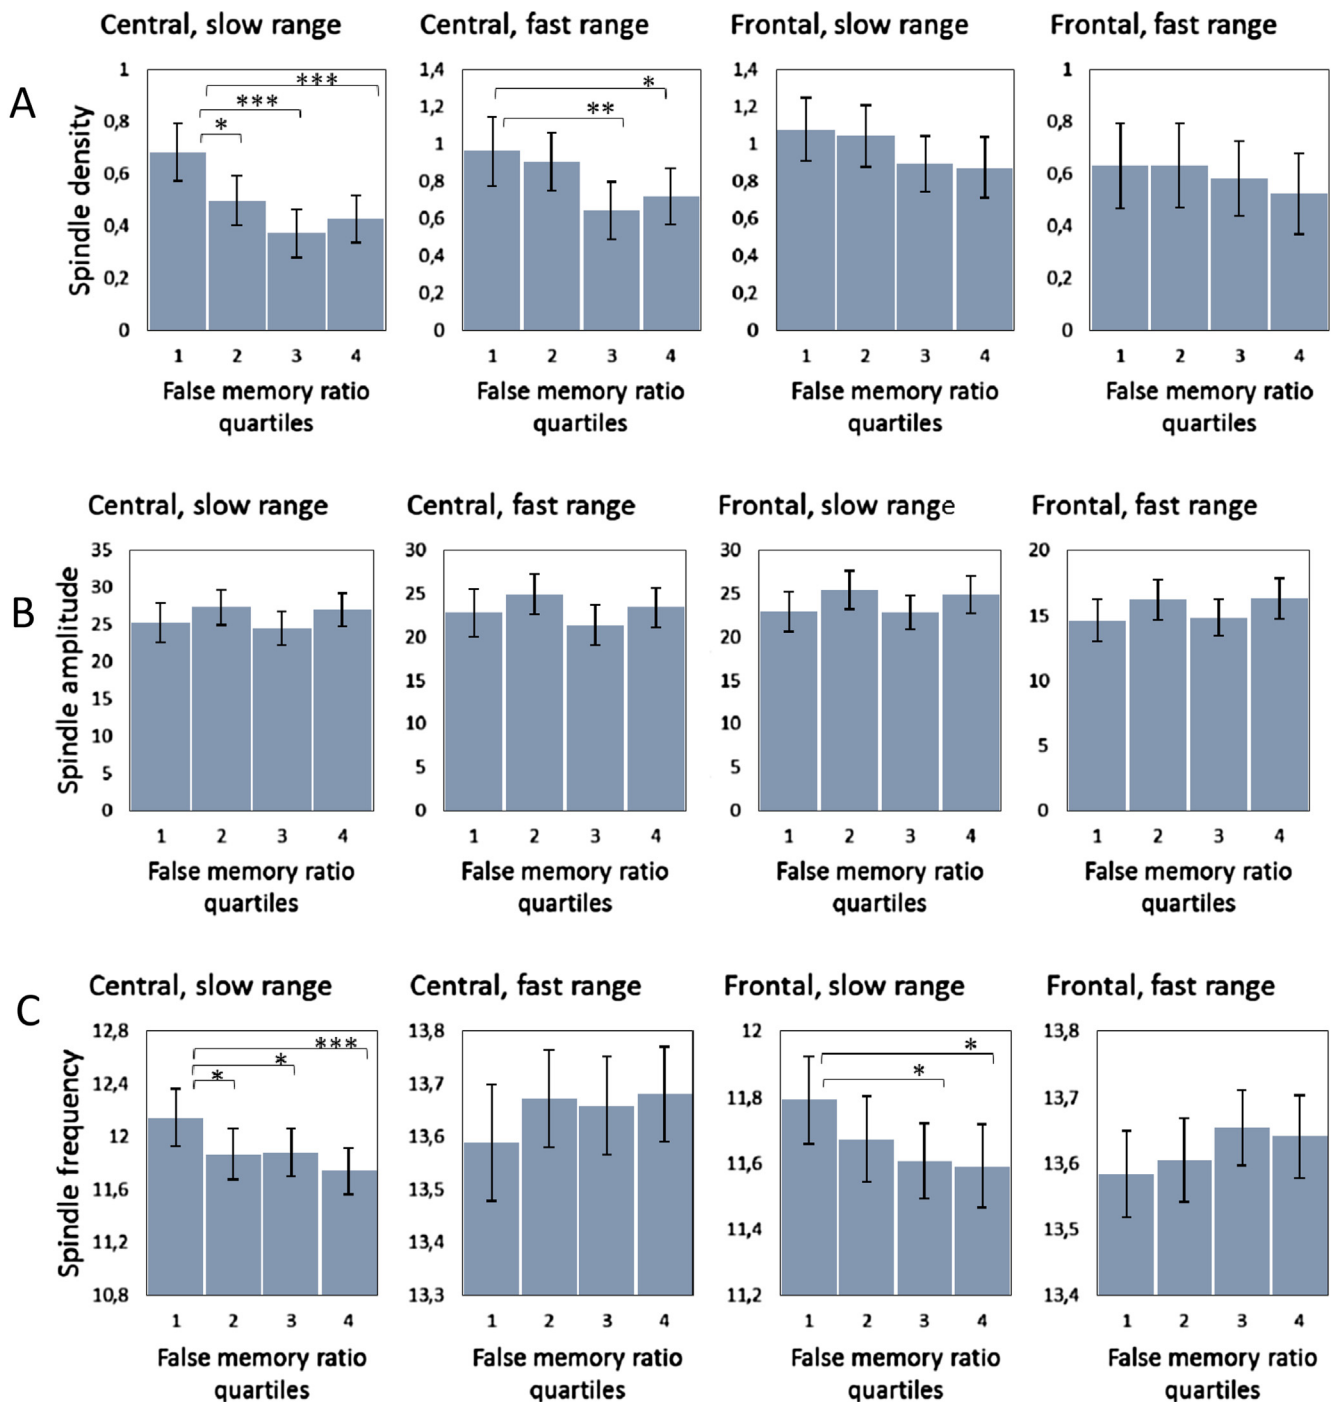 A
Central, slow range
Central, fast range
Frontal, slow range
Frontal, fast range
Spindle density
1
0,8
0,6
0,4
0,2
0
***
***
*
1 2 3 4
False memory ratio
quartiles
1,4
1,2
1
0,8
0,6
0,4
0,2
0
*
**
1 2 3 4
False memory ratio
quartiles
1,4
1,2
1
0,8
0,6
0,4
0,2
0
1 2 3 4
False memory ratio
quartiles
1
0,8
0,6
0,4
0,2
0
1 2 3 4
False memory ratio
quartiles
B
Central, slow range
Central, fast range
Frontal, slow range
Frontal, fast range
Spindle amplitude
35
30
25
20
15
10
5
0
1 2 3 4
False memory ratio
quartiles
30
25
20
15
10
5
0
1 2 3 4
False memory ratio
quartiles
30
25
20
15
10
5
0
1 2 3 4
False memory ratio
quartiles
20
15
10
5
0
1 2 3 4
False memory ratio
quartiles
C
Central, slow range
Central, fast range
Frontal, slow range
Frontal, fast range
Spindle frequency
12,8
12,4
12
11,6
11,2
10,8
***
*
*
1 2 3 4
False memory ratio
quartiles
13,8
13,7
13,6
13,5
13,4
13,3
1 2 3 4
False memory ratio
quartiles
12
11,8
11,6
11,4
11,2
*
*
1 2 3 4
False memory ratio
quartiles
13,8
13,7
13,6
13,5
13,4
1 2 3 4
False memory ratio
quartiles